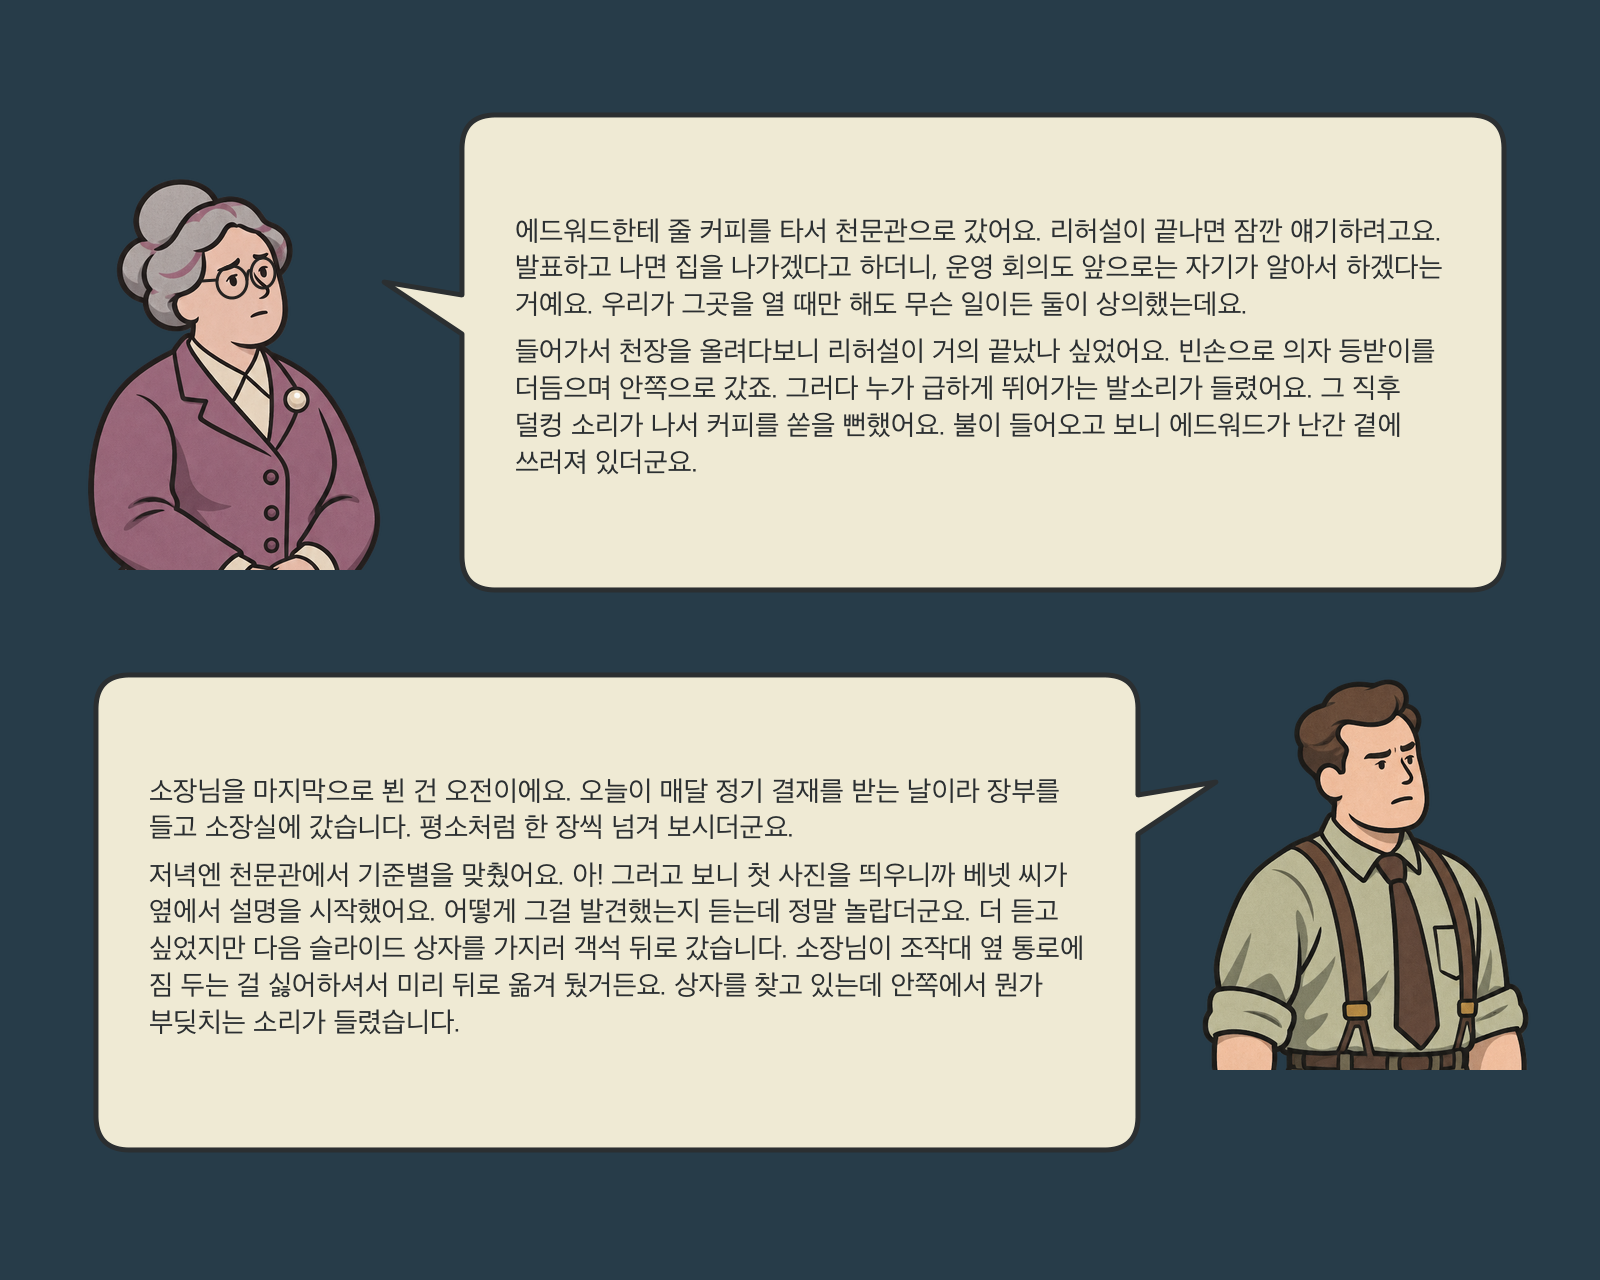 에드워드한테 줄 커피를 타서 천문관으로 갔어요. 리허설이 끝나면 잠깐 얘기하려고요.
발표하고 나면 집을 나가겠다고 하더니, 운영 회의도 앞으로는 자기가 알아서 하겠다는
거예요. 우리가 그곳을 열 때만 해도 무슨 일이든 둘이 상의했는데요.
들어가서 천장을 올려다보니 리허설이 거의 끝났나 싶었어요. 빈손으로 의자 등받이를
더듬으며 안쪽으로 갔죠. 그러다 누가 급하게 뛰어가는 발소리가 들렸어요. 그 직후
덜컹 소리가 나서 커피를 쏟을 뻔했어요. 불이 들어오고 보니 에드워드가 난간 곁에
쓰러져 있더군요.
소장님을 마지막으로 뵌 건 오전이에요. 오늘이 매달 정기 결재를 받는 날이라 장부를
들고 소장실에 갔습니다. 평소처럼 한 장씩 넘겨 보시더군요.
저녁엔 천문관에서 기준별을 맞췄어요. 아! 그러고 보니 첫 사진을 띄우니까 베넷 씨가
옆에서 설명을 시작했어요. 어떻게 그걸 발견했는지 듣는데 정말 놀랍더군요. 더 듣고
싶었지만 다음 슬라이드 상자를 가지러 객석 뒤로 갔습니다. 소장님이 조작대 옆 통로에
짐 두는 걸 싫어하셔서 미리 뒤로 옮겨 뒀거든요. 상자를 찾고 있는데 안쪽에서 뭔가
부딪치는 소리가 들렸습니다.